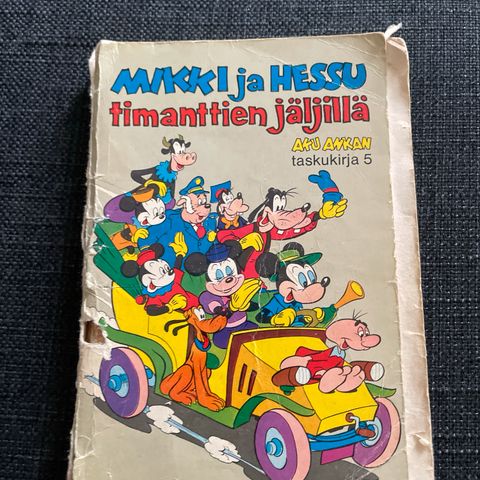 MIKKI ja HESSU
timanttien jäljillä
AKU ANKAN
taskukirja 5